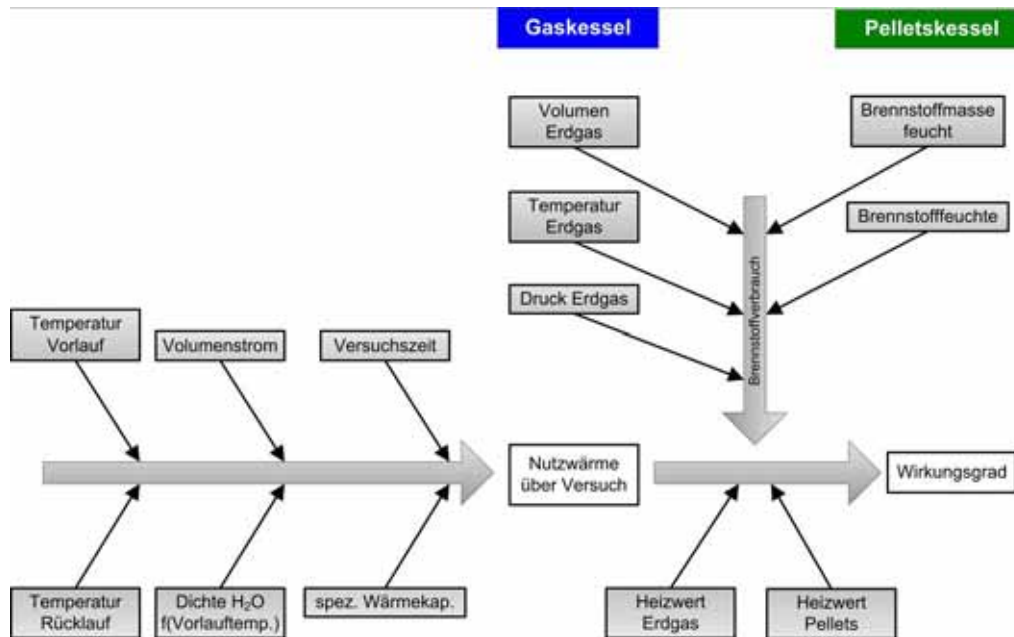 Gaskessel
Pelletskessel
Volumen
Erdgas
Brennstoffmasse
feucht
Temperatur
Erdgas
Brennstofffeuchte
Druck Erdgas
Brennstoffverbrauch
Temperatur
Vorlauf
Volumenstrom
Versuchszeit
Nutzwärme
über Versuch
Wirkungsgrad
Temperatur
Rücklauf
Dichte H₂O
f(Vorlauftemp.)
spez. Wärmekap.
Heizwert
Erdgas
Heizwert
Pellets